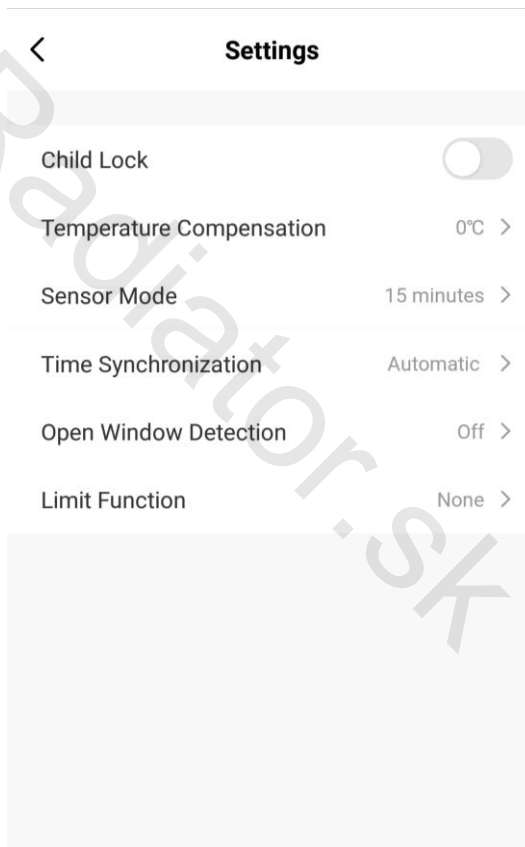 Settings
Child Lock
Temperature Compensation 0°C
Sensor Mode 15 minutes
Time Synchronization Automatic
Open Window Detection Off
Limit Function None
Radiator.sk